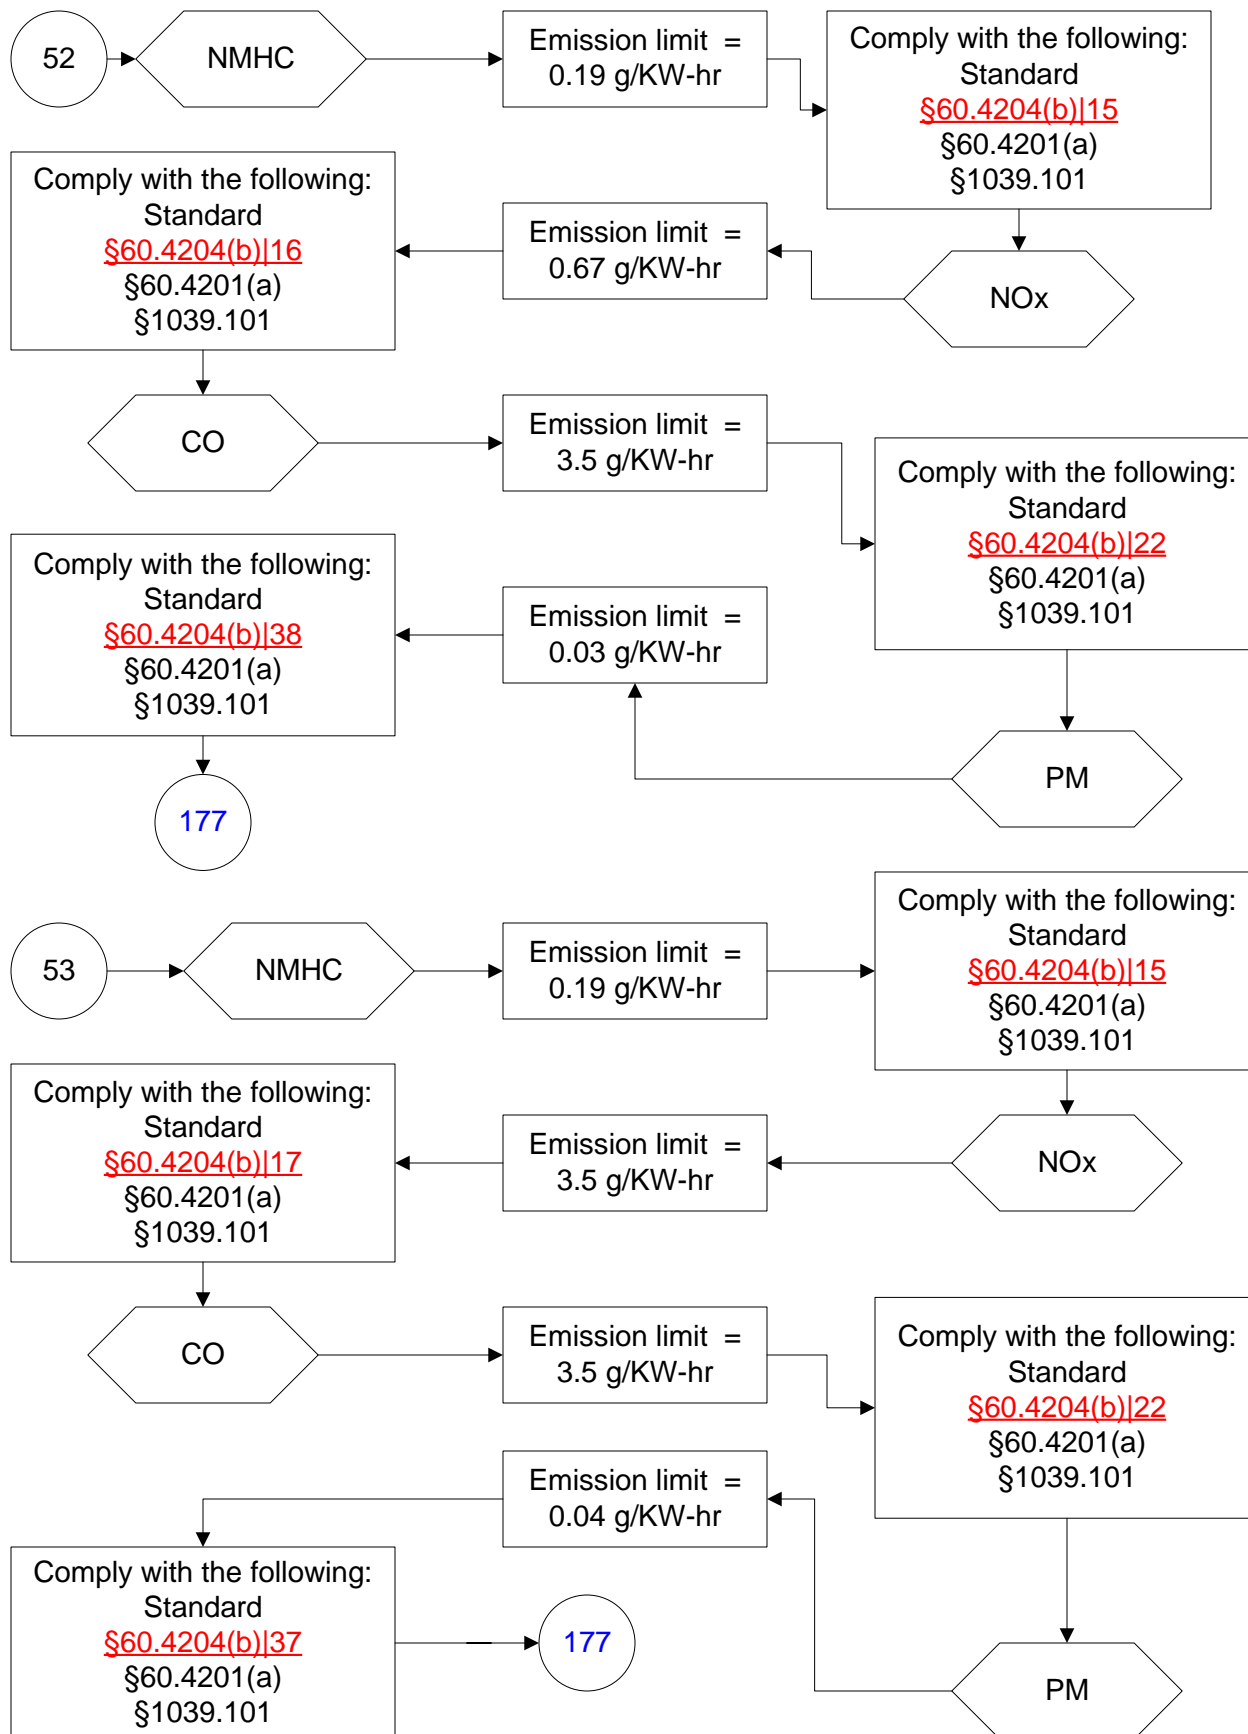 52
NMHC
Emission limit =
0.19 g/KW-hr
Comply with the following:
Standard
§60.4204(b)|15
§60.4201(a)
§1039.101
NOx
Emission limit =
0.67 g/KW-hr
Comply with the following:
Standard
§60.4204(b)|16
§60.4201(a)
§1039.101
CO
Emission limit =
3.5 g/KW-hr
Comply with the following:
Standard
§60.4204(b)|22
§60.4201(a)
§1039.101
PM
Emission limit =
0.03 g/KW-hr
Comply with the following:
Standard
§60.4204(b)|38
§60.4201(a)
§1039.101
177
53
NMHC
Emission limit =
0.19 g/KW-hr
Comply with the following:
Standard
§60.4204(b)|15
§60.4201(a)
§1039.101
NOx
Emission limit =
3.5 g/KW-hr
Comply with the following:
Standard
§60.4204(b)|17
§60.4201(a)
§1039.101
CO
Emission limit =
3.5 g/KW-hr
Comply with the following:
Standard
§60.4204(b)|22
§60.4201(a)
§1039.101
PM
Emission limit =
0.04 g/KW-hr
Comply with the following:
Standard
§60.4204(b)|37
§60.4201(a)
§1039.101
177